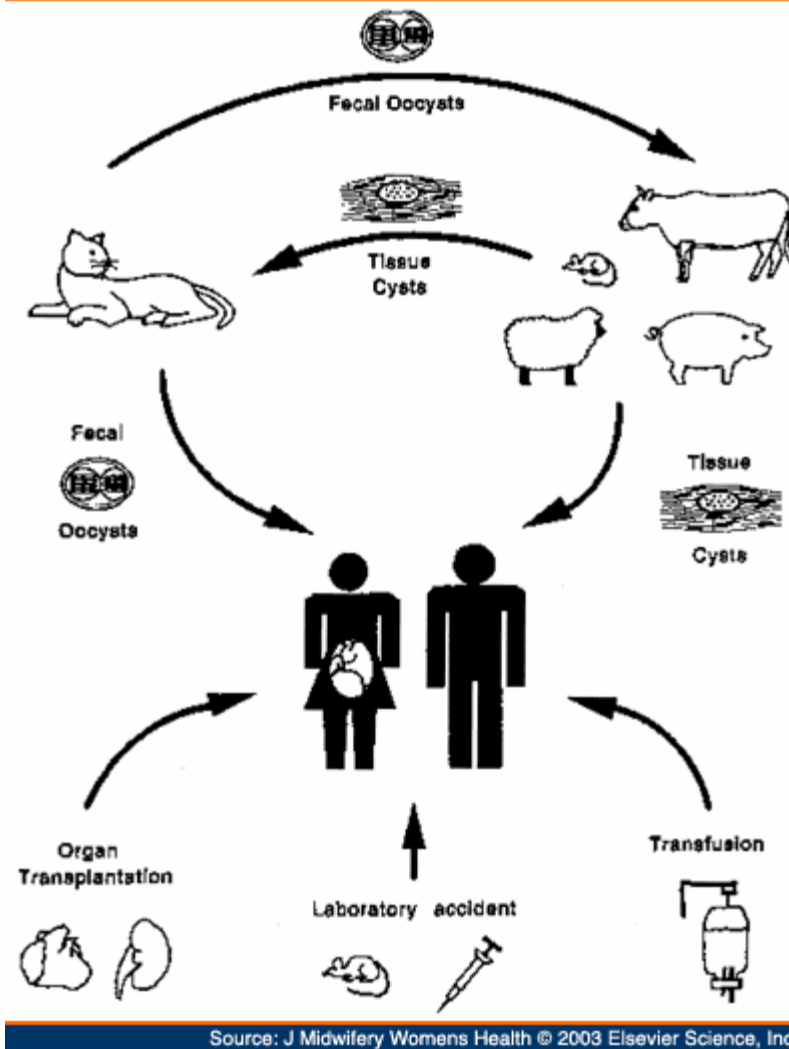 Fecal Oocysts
Tissue
Cysts
Fecal
Oocysts
Tissue
Cysts
Organ
Transplantation
Laboratory accident
Transfusion
Source: J Midwifery Womens Health © 2003 Elsevier Science, Inc